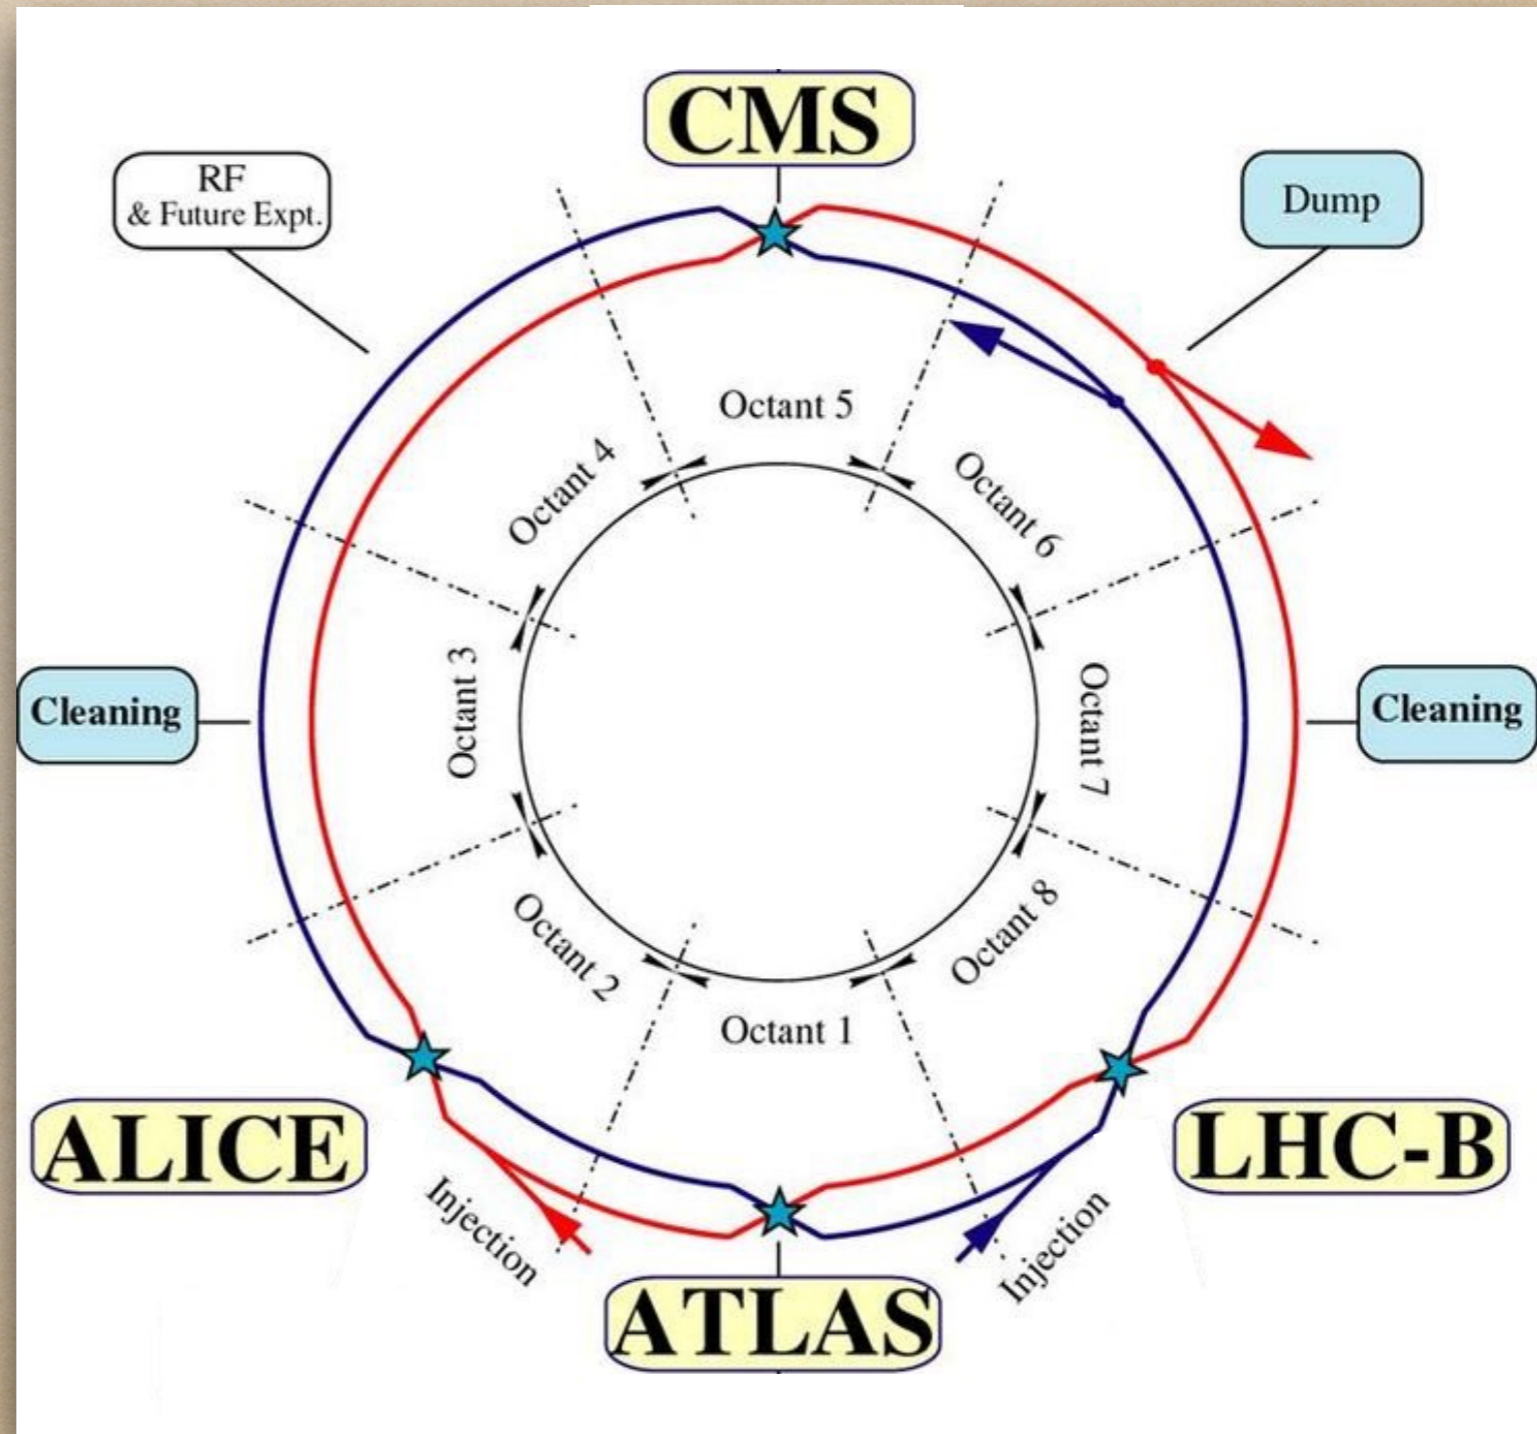 CMS
RF
& Future Expt.
Dump
Octant 5
Octant 4
Octant 6
Cleaning
Octant 3
Octant 7
Cleaning
Octant 2
Octant 8
Octant 1
ALICE
LHC-B
Injection
Injection
ATLAS